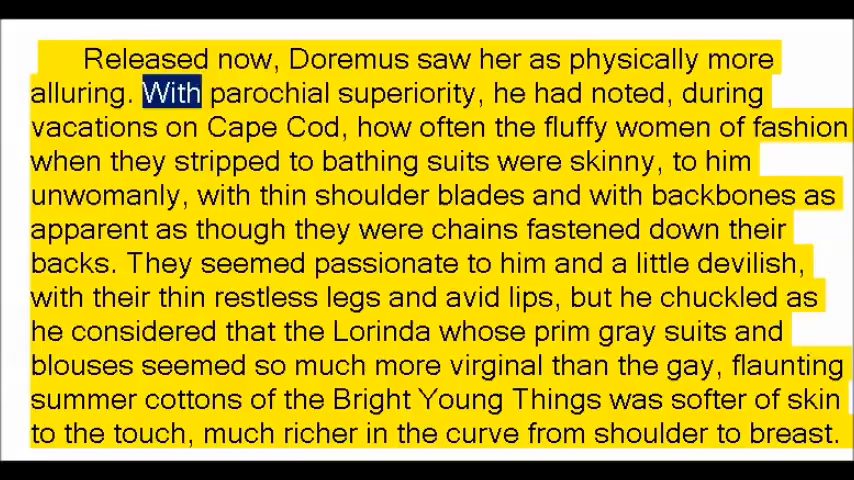 Released now, Doremus saw her as physically more
alluring. With parochial superiority, he had noted, during
vacations on Cape Cod, how often the fluffy women of fashion
when they stripped to bathing suits were skinny, to him
unwomanly, with thin shoulder blades and with backbones as
apparent as though they were chains fastened down their
backs. They seemed passionate to him and a little devilish,
with their thin restless legs and avid lips, but he chuckled as
he considered that the Lorinda whose prim gray suits and
blouses seemed so much more virginal than the gay, flaunting
summer cottons of the Bright Young Things was softer of skin
to the touch, much richer in the curve from shoulder to breast.